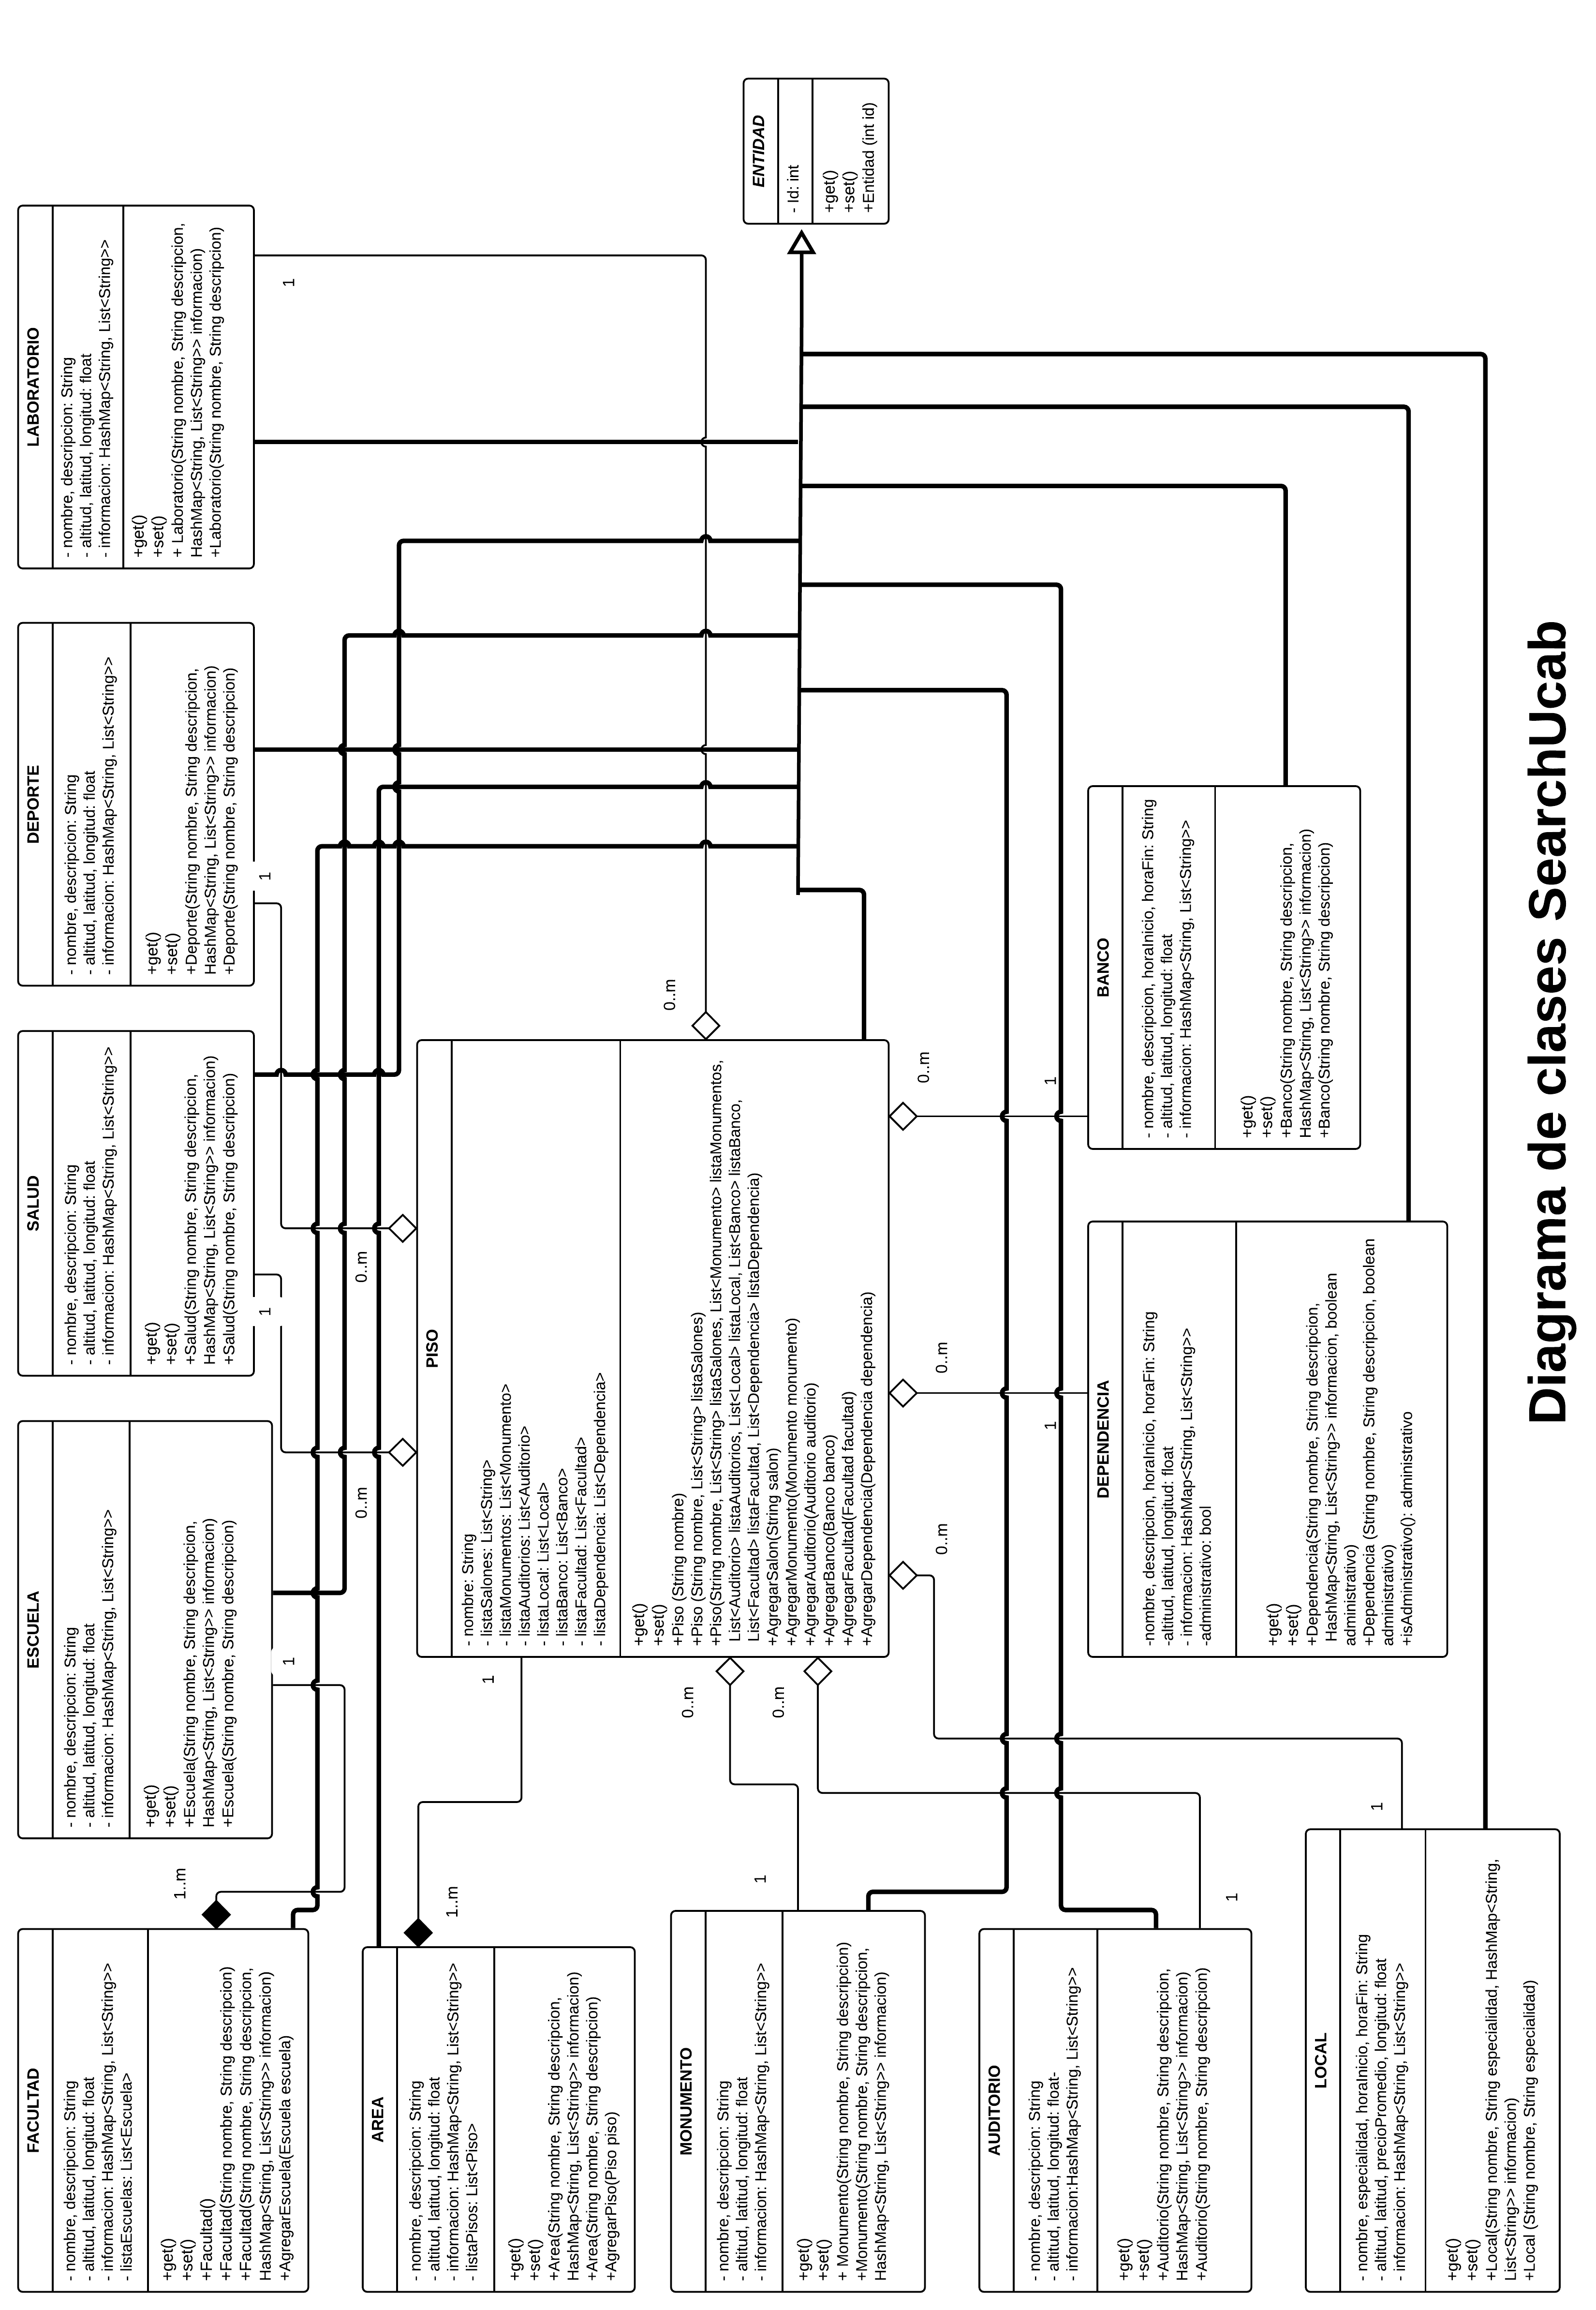 FACULTAD
- nombre, descripcion: String
- altitud, latitud, longitud: float
- informacion: HashMap<String, List<String>>
- listaEscuelas: List<Escuela>
+get()
+set()
+Facultad()
+Facultad(String nombre, String descripcion)
+Facultad(String nombre, String descripcion,
HashMap<String, List<String>> informacion)
+AgregarEscuela(Escuela escuela)
1..m
ESCUELA
- nombre, descripcion: String
- altitud, latitud, longitud: float
- informacion: HashMap<String, List<String>>
+get()
+set()
+Escuela(String nombre, String descripcion,
HashMap<String, List<String>> informacion)
+Escuela(String nombre, String descripcion)
1
SALUD
- nombre, descripcion: String
- altitud, latitud, longitud: float
- informacion: HashMap<String, List<String>>
+get()
+set()
+Salud(String nombre, String descripcion,
HashMap<String, List<String>> informacion)
+Salud(String nombre, String descripcion)
1
0..m
DEPORTE
- nombre, descripcion: String
- altitud, latitud, longitud: float
- informacion: HashMap<String, List<String>>
+get()
+set()
+Deporte(String nombre, String descripcion,
HashMap<String, List<String>> informacion)
+Deporte(String nombre, String descripcion)
1
0..m
LABORATORIO
- nombre, descripcion: String
- altitud, latitud, longitud: float
- informacion: HashMap<String, List<String>>
+get()
+set()
+ Laboratorio(String nombre, String descripcion,
HashMap<String, List<String>> informacion)
+Laboratorio(String nombre, String descripcion)
1
AREA
- nombre, descripcion: String
- altitud, latitud, longitud: float
- informacion: HashMap<String, List<String>>
- listaPisos: List<Piso>
+get()
+set()
+Area(String nombre, String descripcion,
HashMap<String, List<String>> informacion)
+Area(String nombre, String descripcion)
+AgregarPiso(Piso piso)
1..m
1
PISO
- nombre: String
- listaSalones: List<String>
- listaMonumentos: List<Monumento>
- listaAuditorios: List<Auditorio>
- listaLocal: List<Local>
- listaBanco: List<Banco>
- listaFacultad: List<Facultad>
- listaDependencia: List<Dependencia>
+get()
+set()
+Piso (String nombre)
+Piso (String nombre, List<String> listaSalones)
+Piso(String nombre, List<String> listaSalones, List<Monumento> listaMonumentos,
List<Auditorio> listaAuditorios, List<Local> listaLocal, List<Banco> listaBanco,
List<Facultad> listaFacultad, List<Dependencia> listaDependencia)
+AgregarSalon(String salon)
+AgregarMonumento(Monumento monumento)
+AgregarAuditorio(Auditorio auditorio)
+AgregarBanco(Banco banco)
+AgregarFacultad(Facultad facultad)
+AgregarDependencia(Dependencia dependencia)
0..m
ENTIDAD
- Id: int
+get()
+set()
+Entidad (int id)
MONUMENTO
- nombre, descripcion: String
- altitud, latitud, longitud: float
- informacion: HashMap<String, List<String>>
+get()
+set()
+ Monumento(String nombre, String descripcion)
+Monumento(String nombre, String descripcion,
HashMap<String, List<String>> informacion)
1
0..m
0..m
0..m
0..m
0..m
AUDITORIO
- nombre, descripcion: String
- altitud, latitud, longitud: float-
- informacion:HashMap<String, List<String>>
+get()
+set()
+Auditorio(String nombre, String descripcion,
HashMap<String, List<String>> informacion)
+Auditorio(String nombre, String descripcion)
1
1
DEPENDENCIA
-nombre, descripcion, horaInicio, horaFin: String
-altitud, latitud, longitud: float
- informacion: HashMap<String, List<String>>
-administrativo: bool
+get()
+set()
+Dependencia(String nombre, String descripcion,
HashMap<String, List<String>> informacion, boolean
administrativo)
+Dependencia (String nombre, String descripcion, boolean
administrativo)
+isAdministrativo(): administrativo
1
BANCO
- nombre, descripcion, horaInicio, horaFin: String
- altitud, latitud, longitud: float
- informacion: HashMap<String, List<String>>
+get()
+set()
+Banco(String nombre, String descripcion,
HashMap<String, List<String>> informacion)
+Banco(String nombre, String descripcion)
1
LOCAL
- nombre, especialidad, horaInicio, horaFin: String
- altitud, latitud, precioPromedio, longitud: float
- informacion: HashMap<String, List<String>>
+get()
+set()
+Local(String nombre, String especialidad, HashMap<String,
List<String>> informacion)
+Local (String nombre, String especialidad)
Diagrama de clases SearchUcab